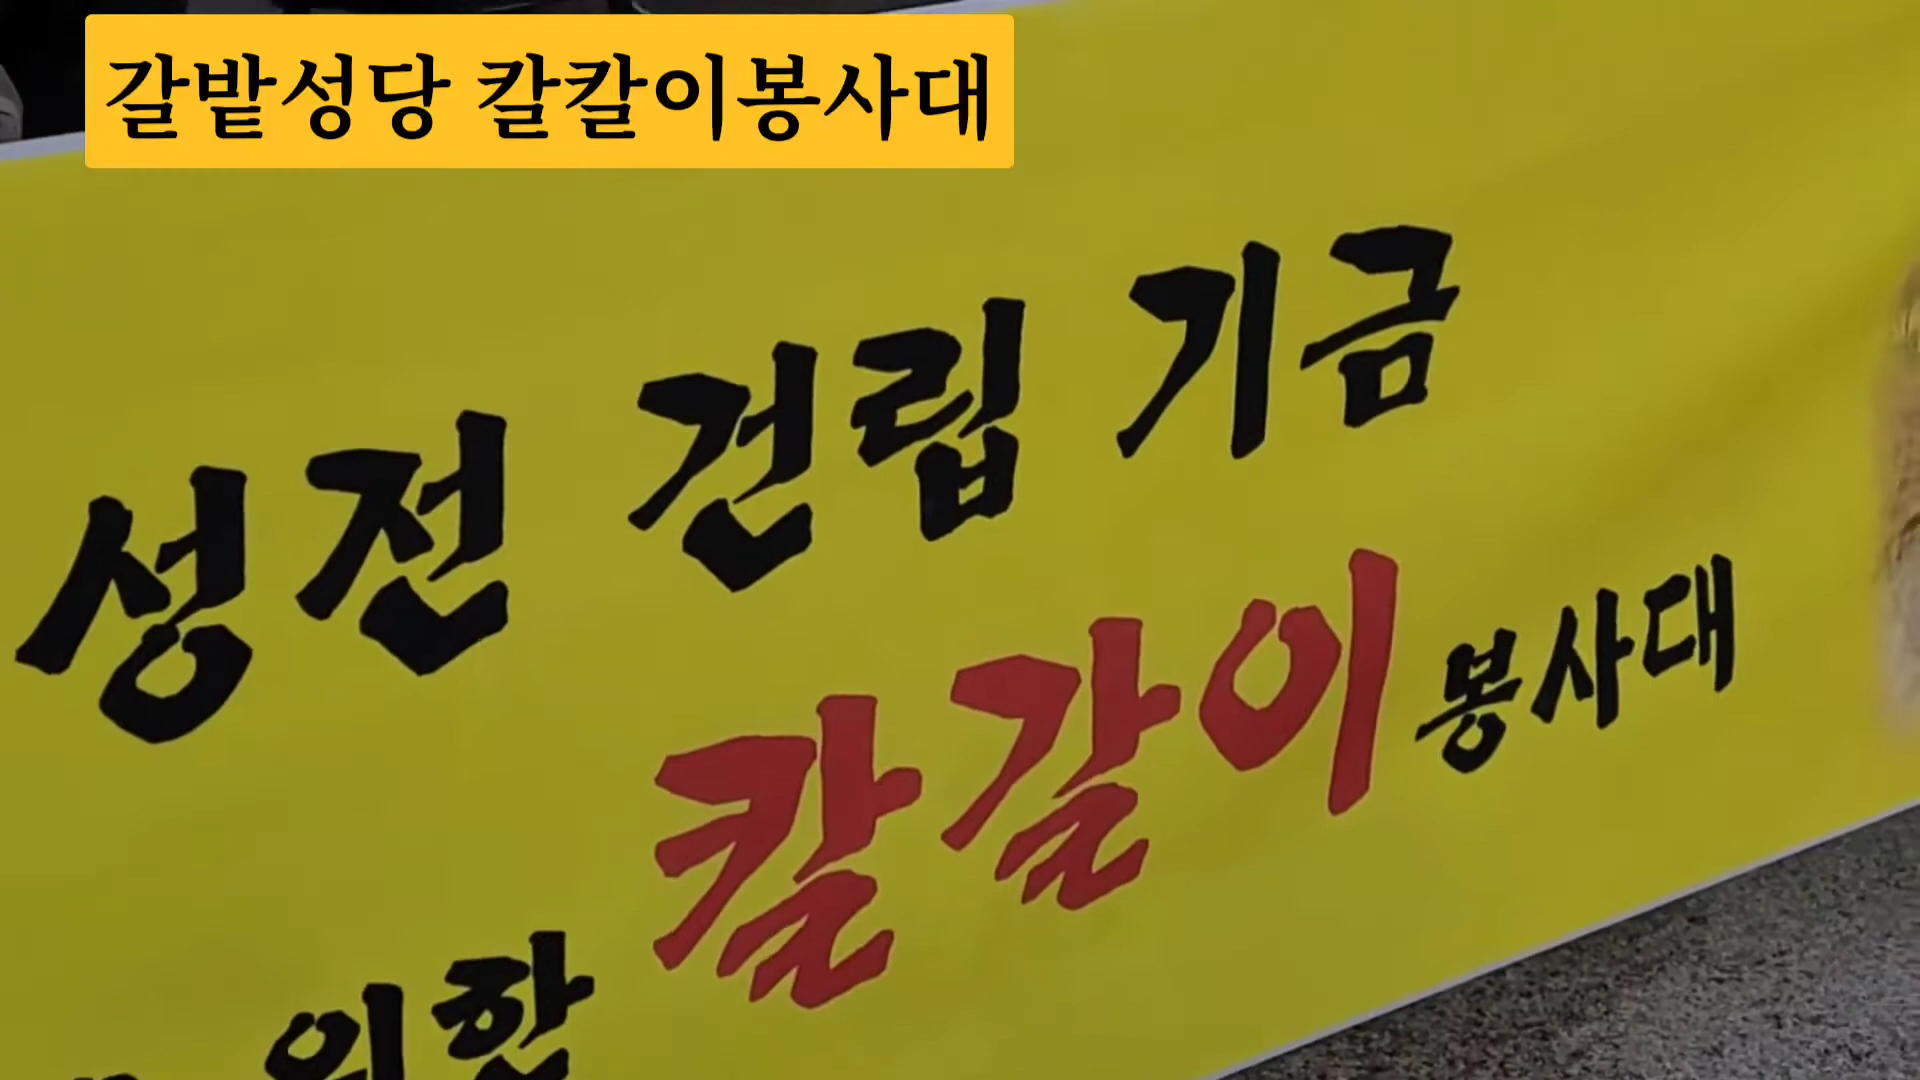 갈밭성당 칼칼이봉사대
성전 건립 기금
위한 칼갈이 봉사대